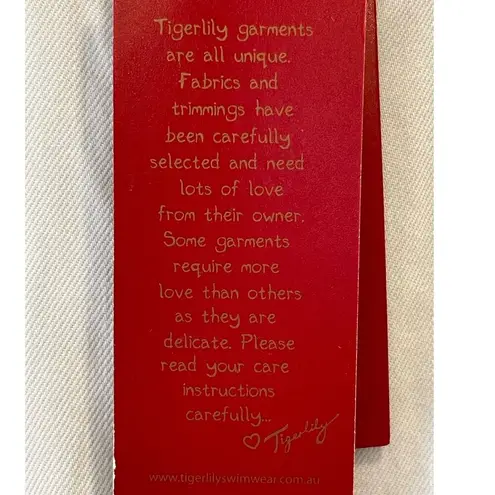 Tigerlily garments
are all unique.
Fabrics and
trimmings have
been carefully
selected and need
lots of love
from their owner.
Some garments
require more
love than others
as they are
delicate. Please
read your care
instructions
carefully...
♡ Tigerlily
www.tigerlilyswimwear.com.au